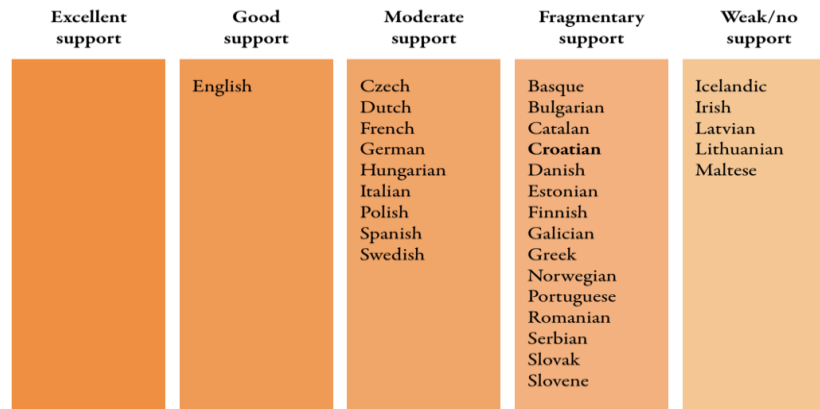 Excellent support
Good support
Moderate support
Fragmentary support
Weak/no support
English
Czech
Dutch
French
German
Hungarian
Italian
Polish
Spanish
Swedish
Basque
Bulgarian
Catalan
Croatian
Danish
Estonian
Finnish
Galician
Greek
Norwegian
Portuguese
Romanian
Serbian
Slovak
Slovene
Icelandic
Irish
Latvian
Lithuanian
Maltese